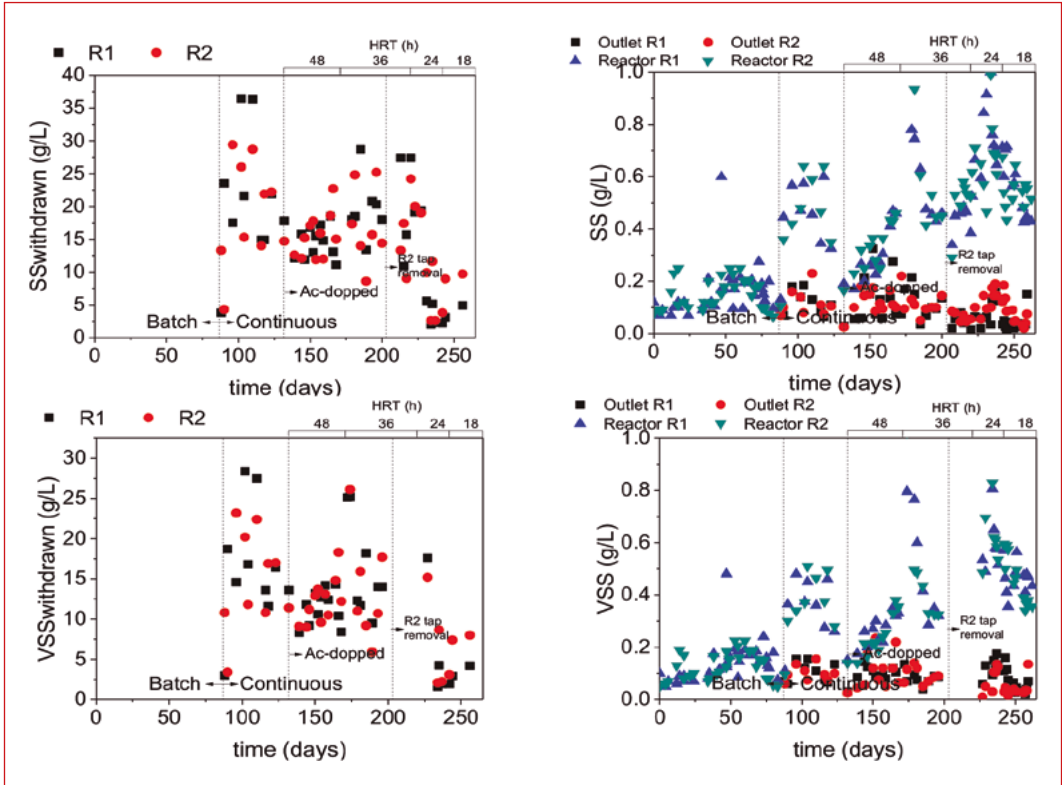 R1 R2
HRT (h)
48 36 24 18
40
35
30
25
20
15
10
5
0
SSwithdrawn (g/L)
R2 tap
removal
Ac-dopped
Batch Continuous
0 50 100 150 200 250
time (days)
Outlet R1 Outlet R2
Reactor R1 Reactor R2
HRT (h)
48 36 24 18
1.0
0.8
0.6
0.4
0.2
0.0
SS (g/L)
R2 tap
removal
Ac-dopped
Batch Continuous
0 50 100 150 200 250
time (days)
R1 R2
HRT (h)
48 36 24 18
30
25
20
15
10
5
0
VSSwithdrawn (g/L)
R2 tap
removal
Ac-dopped
Batch Continuous
0 50 100 150 200 250
time (days)
Outlet R1 Outlet R2
Reactor R1 Reactor R2
HRT (h)
48 36 24 18
1.0
0.8
0.6
0.4
0.2
0.0
VSS (g/L)
R2 tap
removal
Ac-dopped
Batch Continuous
0 50 100 150 200 250
time (days)